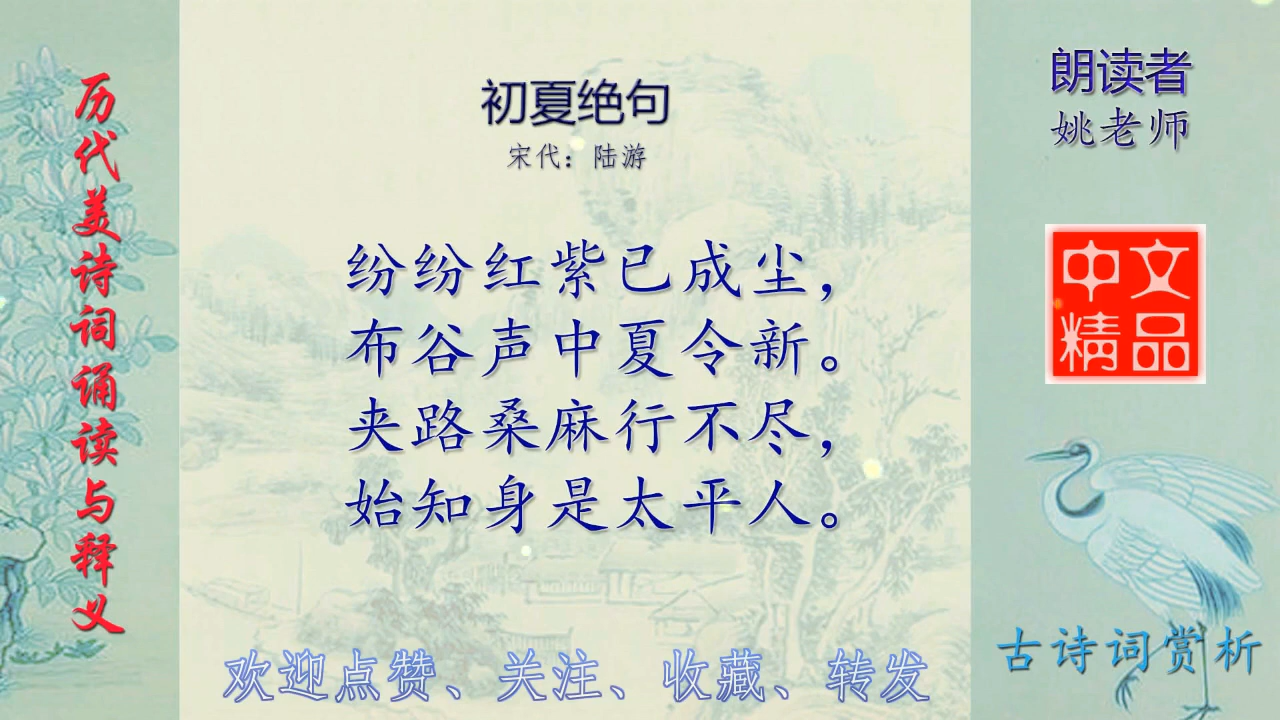 历代美诗词诵读与释义
初夏绝句
宋代：陆游
纷纷红紫已成尘，
布谷声中夏令新。
夹路桑麻行不尽，
始知身是太平人。
欢迎点赞、关注、收藏、转发
朗读者
姚老师
中文
精品
古诗词赏析